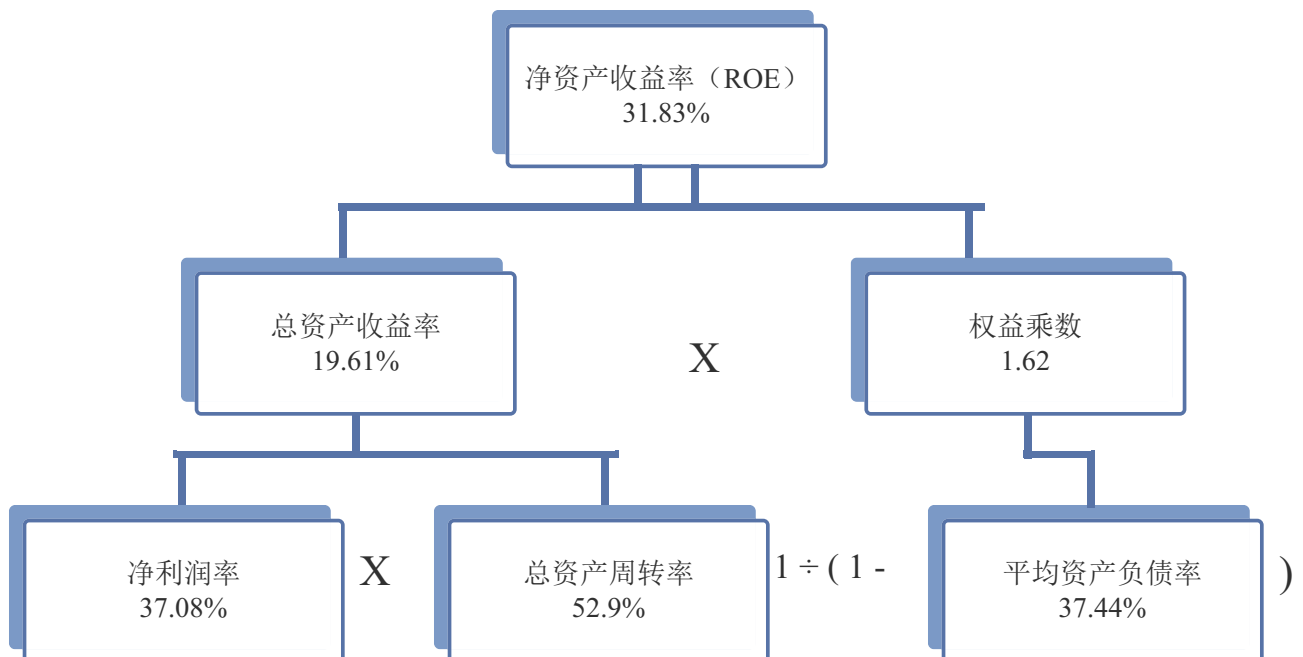 净资产收益率（ROE）
31.83%
总资产收益率
19.61%
X
权益乘数
1.62
净利润率
37.08%
X
总资产周转率
52.9%
1 ÷ ( 1 -
平均资产负债率
37.44%
)